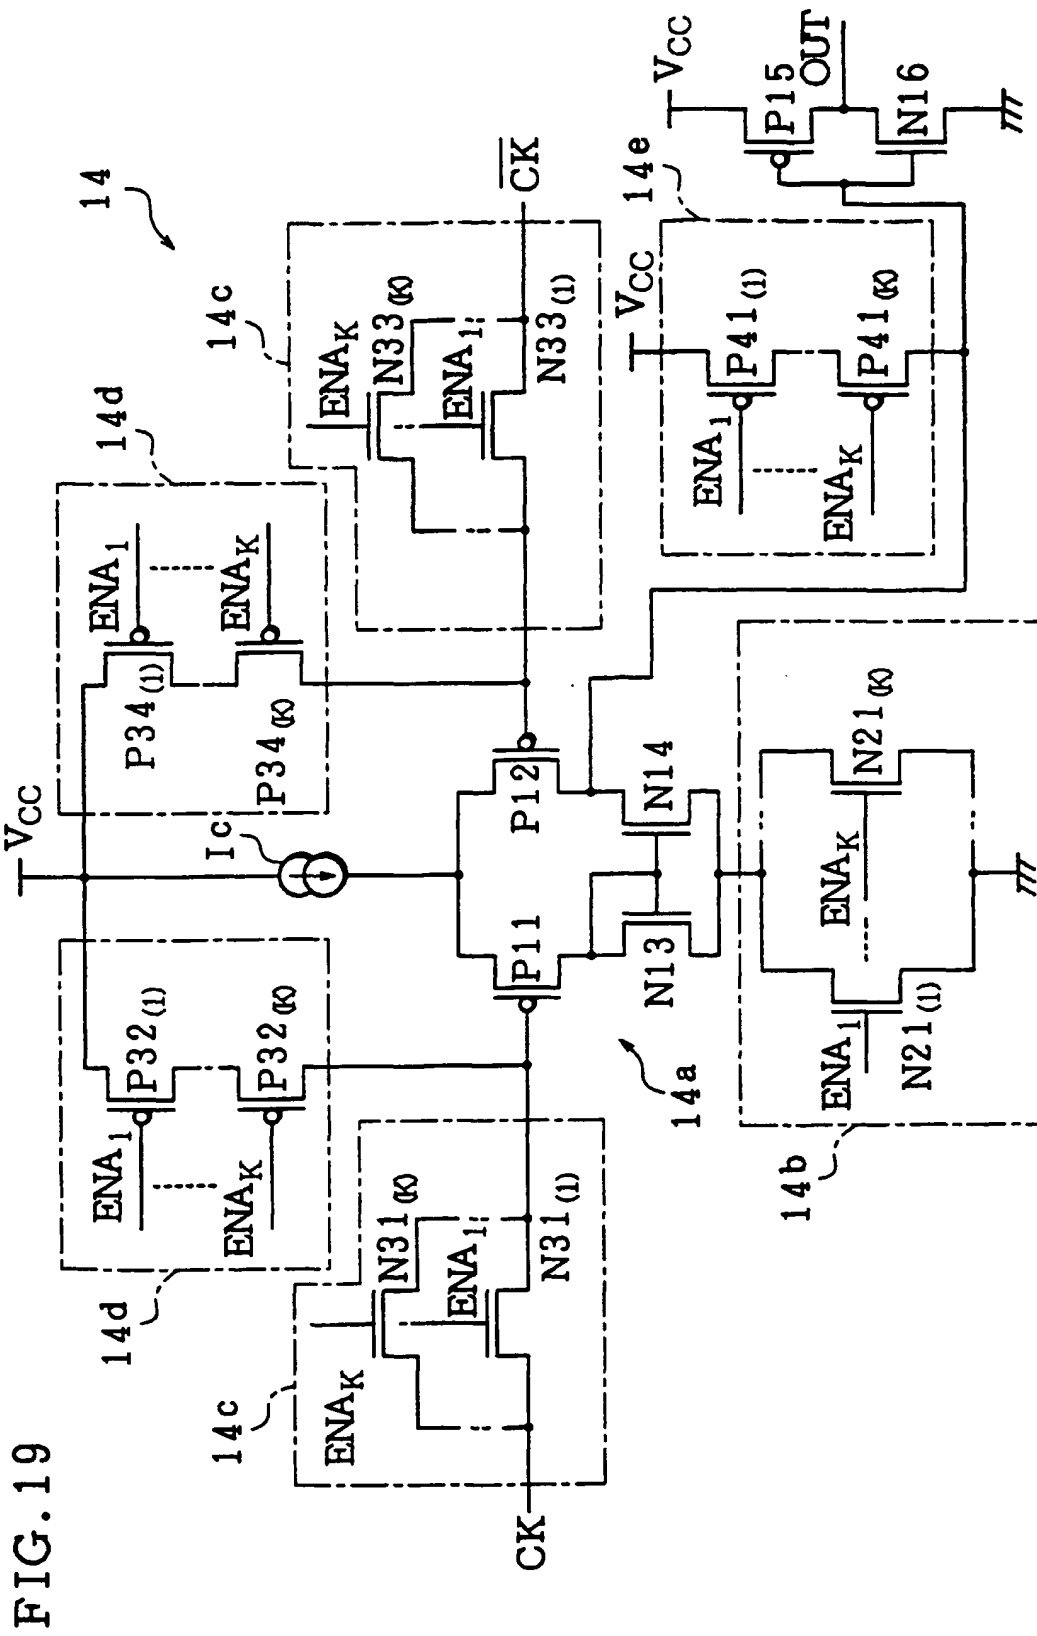 FIG.19
14
VCC
14d
ENA1
P32(1)
ENAK
P32(K)
Ic
14d
ENA1
P34(1)
ENAK
P34(K)
14c
ENAK
N31(K)
ENA1
N31(1)
CK
14c
ENAK
N33(K)
ENA1
N33(1)
CK
P11
P12
N13
N14
14a
14b
ENA1
N21(1)
ENAK
N21(K)
14e
VCC
ENA1
P41(1)
ENAK
P41(K)
VCC
P15
OUT
N16